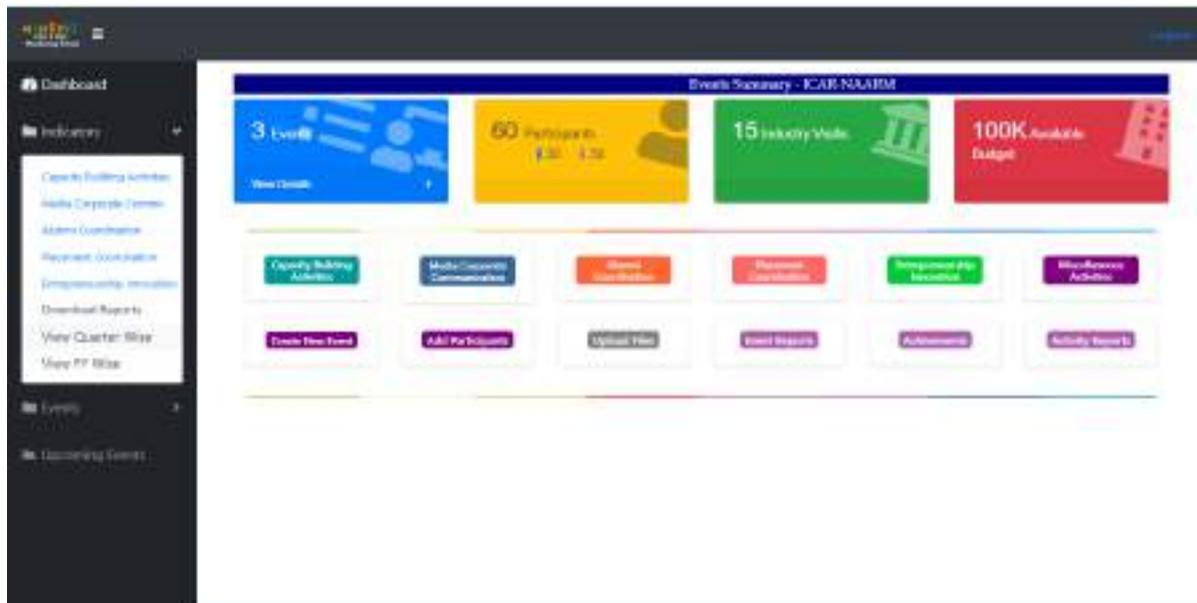 Dashboard
Events Summary - ICAR-NAARM
Indicators
3 Events
View Details
60 Participants
15 Industry Visits
100K Available
Budget
Capacity Building Activities
Media Corporate
Alumni Coordination
Placement Coordination
Entrepreneurship Innovation
Download Reports
View Quarter Wise
View FY Wise
Capacity Building
Activities
Media Corporate
Communication
Alumni
Coordination
Placement
Coordination
Entrepreneurship
Innovation
Miscellaneous
Activities
Create New Event
Add Participants
Upload Files
Event Reports
Achievements
Activity Reports
Events
Upcoming Events